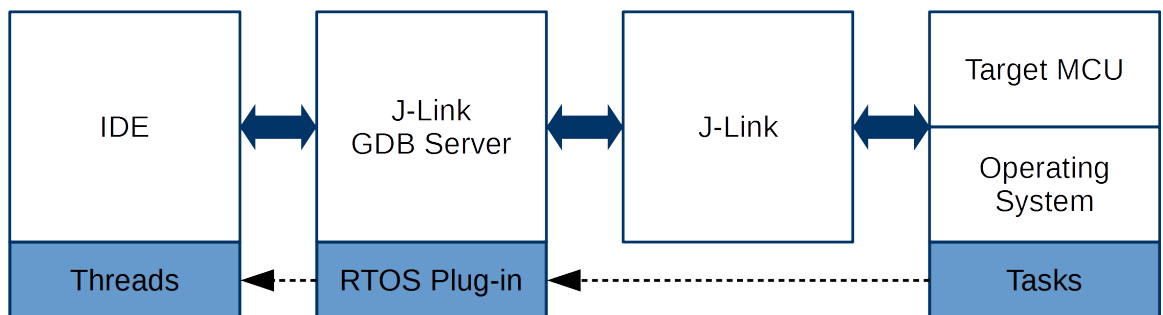 IDE
J-Link
GDB Server
J-Link
Target MCU
Operating
System
Threads
RTOS Plug-in
Tasks